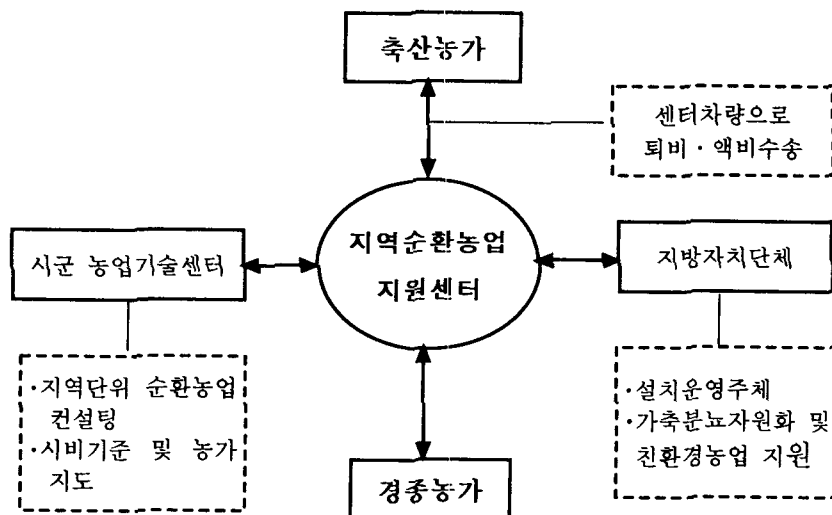 축산농가
센터차량으로
퇴비·액비수송
지역순환농업
지원센터
시군 농업기술센터
지방자치단체
·지역단위 순환농업
컨설팅
·시비기준 및 농가
지도
·설치운영주체
·가축분뇨자원화 및
친환경농업 지원
경종농가